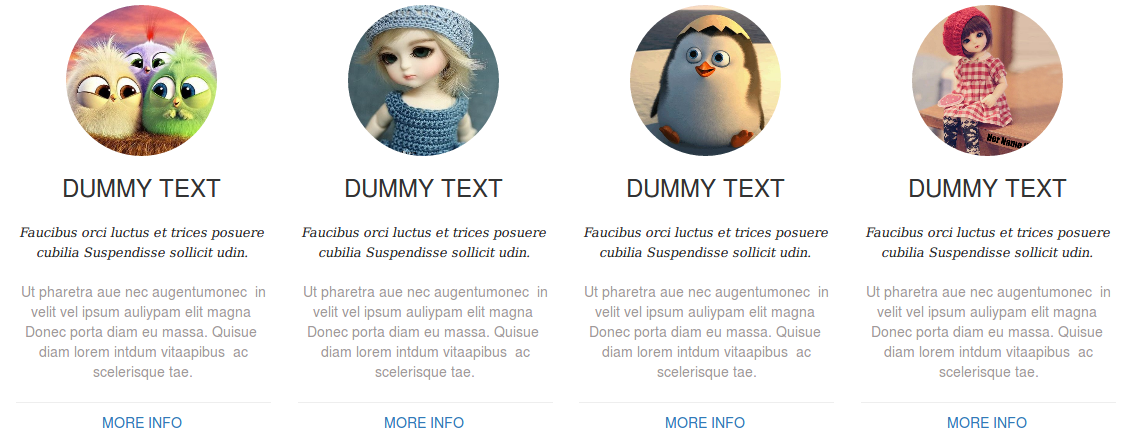 Her Name
DUMMY TEXT
Faucibus orci luctus et trices posuere
cubilia Suspendisse sollicit udin.
Ut pharetra aue nec augentumonec in
velit vel ipsum auliypam elit magna
Donec porta diam eu massa. Quisue
diam lorem intdum vitaapibus ac
scelerisque tae.
MORE INFO
DUMMY TEXT
Faucibus orci luctus et trices posuere
cubilia Suspendisse sollicit udin.
Ut pharetra aue nec augentumonec in
velit vel ipsum auliypam elit magna
Donec porta diam eu massa. Quisue
diam lorem intdum vitaapibus ac
scelerisque tae.
MORE INFO
DUMMY TEXT
Faucibus orci luctus et trices posuere
cubilia Suspendisse sollicit udin.
Ut pharetra aue nec augentumonec in
velit vel ipsum auliypam elit magna
Donec porta diam eu massa. Quisue
diam lorem intdum vitaapibus ac
scelerisque tae.
MORE INFO
DUMMY TEXT
Faucibus orci luctus et trices posuere
cubilia Suspendisse sollicit udin.
Ut pharetra aue nec augentumonec in
velit vel ipsum auliypam elit magna
Donec porta diam eu massa. Quisue
diam lorem intdum vitaapibus ac
scelerisque tae.
MORE INFO